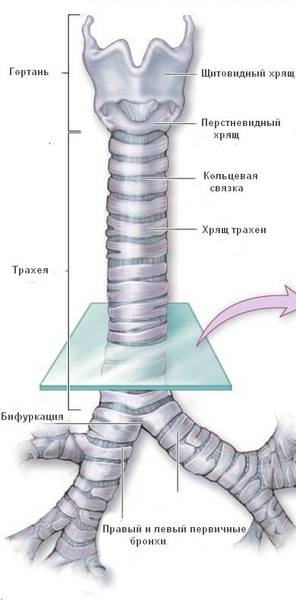 Гортань
Щитовидный хрящ
Перстневидный
хрящ
Кольцевая
связка
Хрящ трахеи
Трахея
Бифуркация
Правый и левый первичные
бронхи